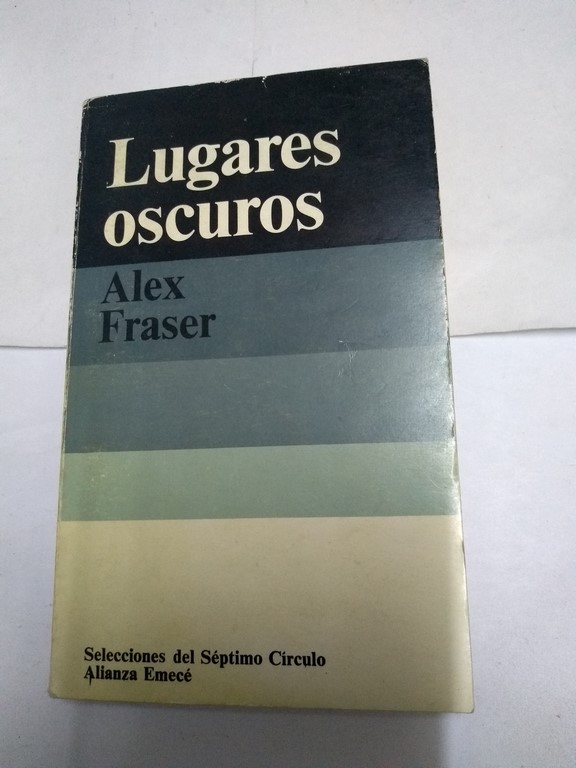 Lugares
oscuros
Alex
Fraser
Selecciones del Séptimo Círculo
Alianza Emecé